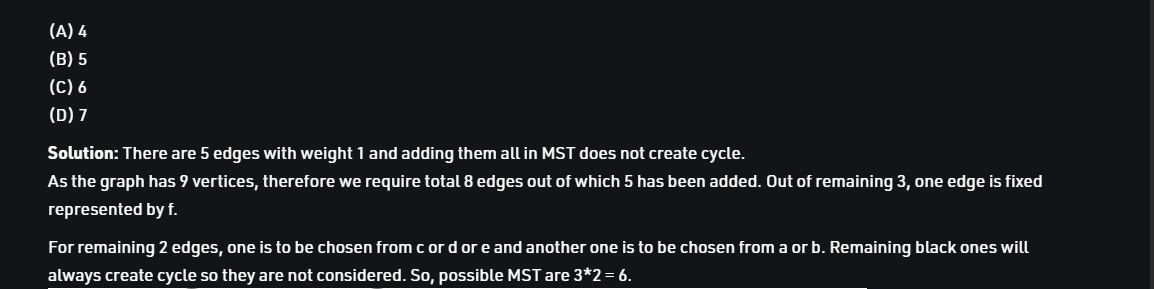 (A) 4
(B) 5
(C) 6
(D) 7
Solution: There are 5 edges with weight 1 and adding them all in MST does not create cycle.
As the graph has 9 vertices, therefore we require total 8 edges out of which 5 has been added. Out of remaining 3, one edge is fixed
represented by f.
For remaining 2 edges, one is to be chosen from c or d or e and another one is to be chosen from a or b. Remaining black ones will
always create cycle so they are not considered. So, possible MST are 3*2 = 6.